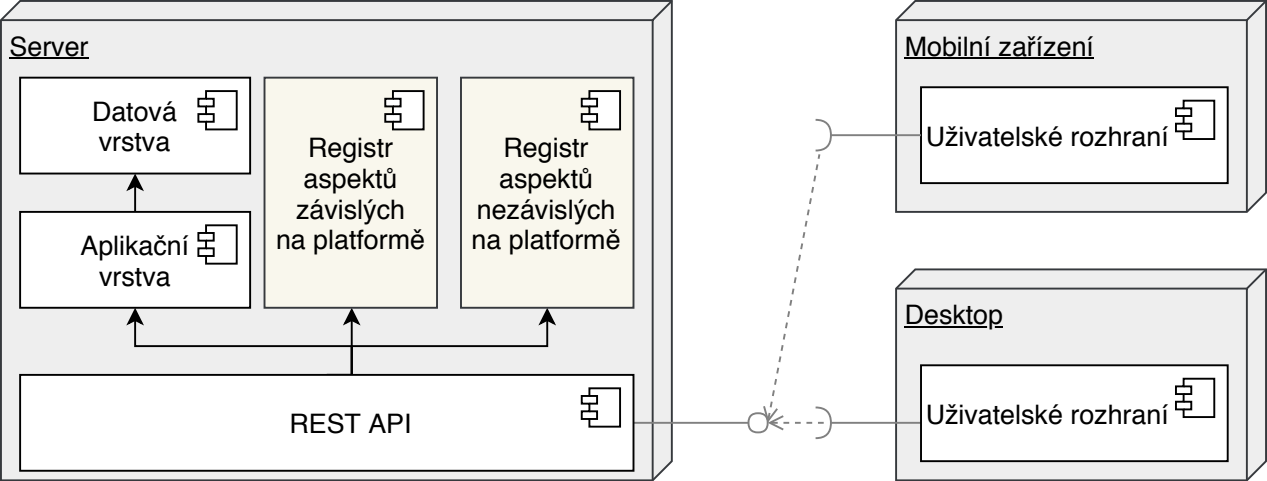 Server
Datová
vrstva
Aplikační
vrstva
Registr
aspektů
závislých
na platformě
Registr
aspektů
nezávislých
na platformě
REST API
Mobilní zařízení
Uživatelské rozhraní
Desktop
Uživatelské rozhraní